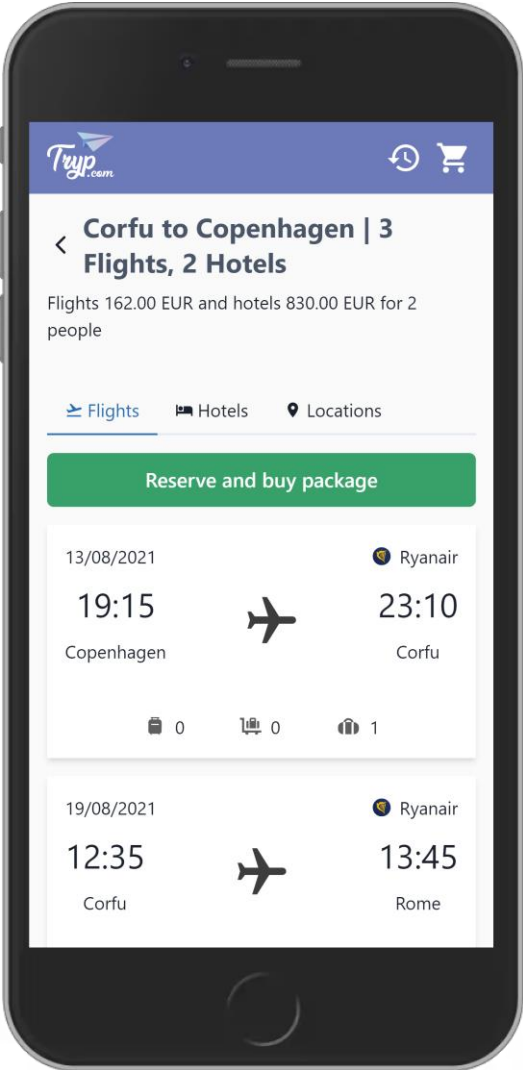 Tryp.com
Corfu to Copenhagen | 3
Flights, 2 Hotels
Flights 162.00 EUR and hotels 830.00 EUR for 2
people
Flights Hotels Locations
Reserve and buy package
13/08/2021 Ryanair
19:15 23:10
Copenhagen Corfu
0 0 1
19/08/2021 Ryanair
12:35 13:45
Corfu Rome